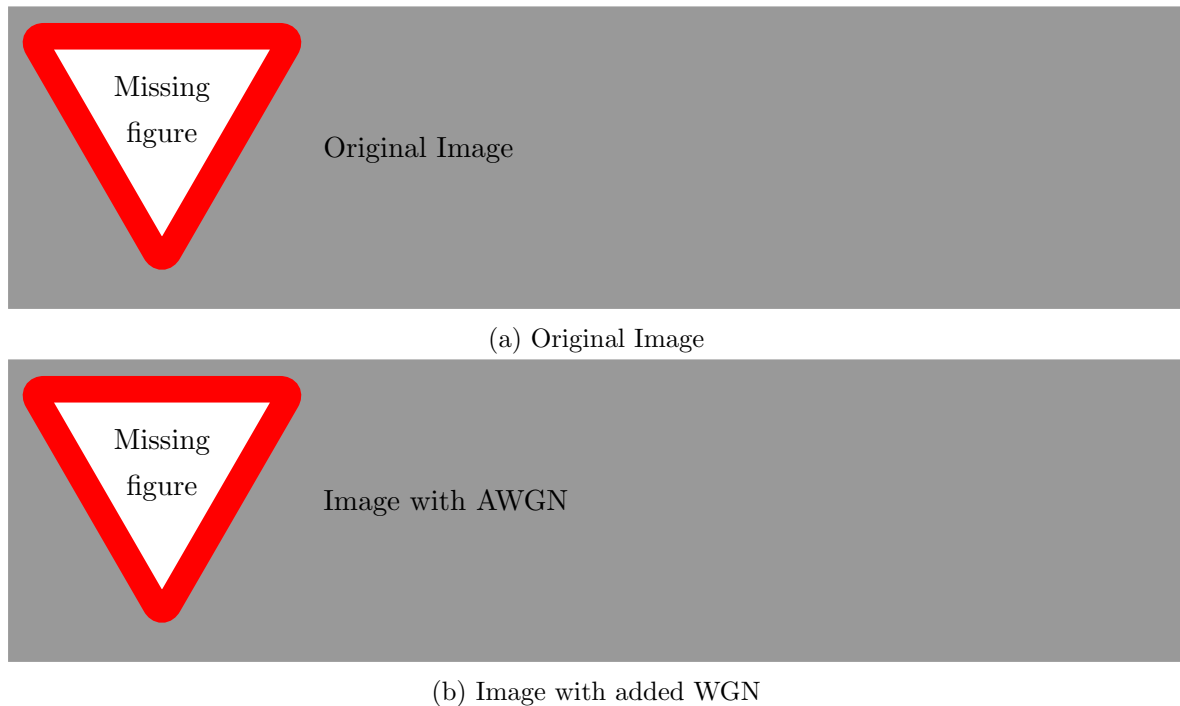 Missing
figure
Original Image
(a) Original Image
Missing
figure
Image with AWGN
(b) Image with added WGN